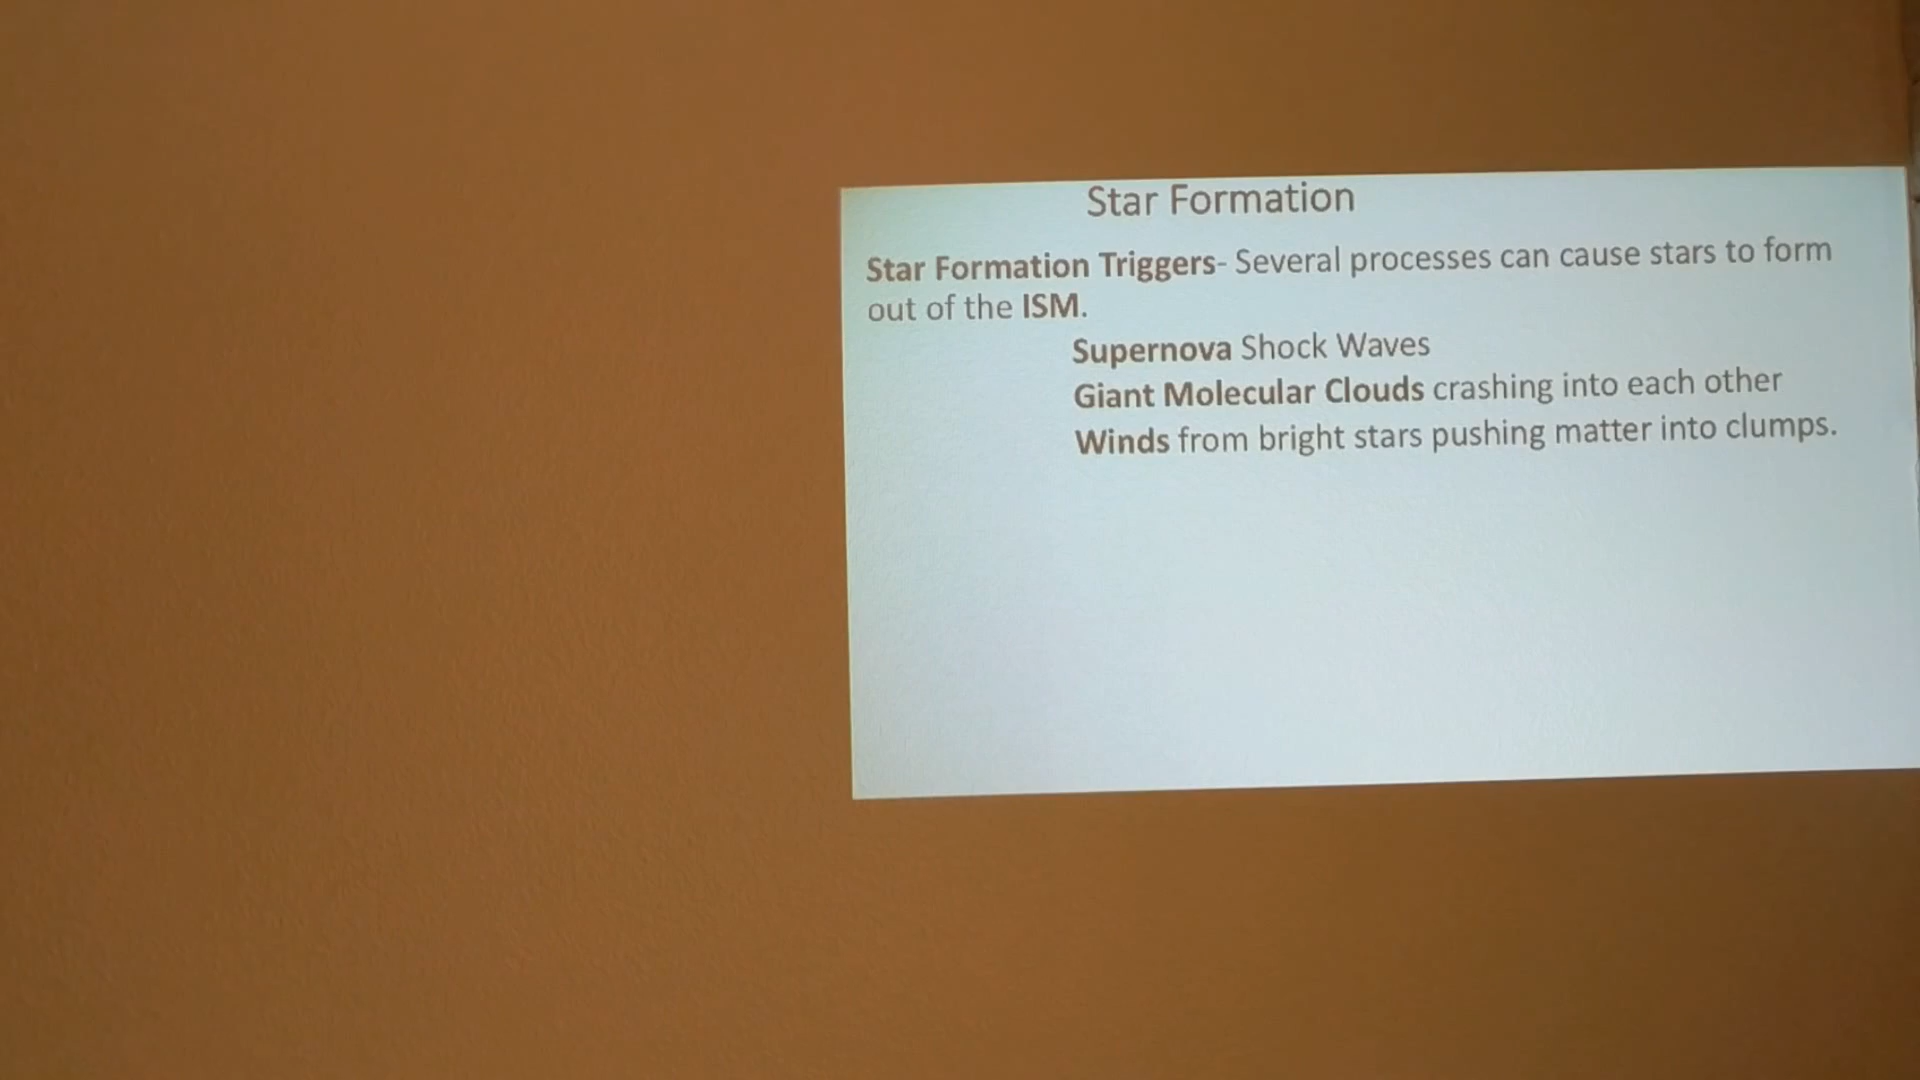 Star Formation
Star Formation Triggers- Several processes can cause stars to form
out of the ISM.
Supernova Shock Waves
Giant Molecular Clouds crashing into each other
Winds from bright stars pushing matter into clumps.